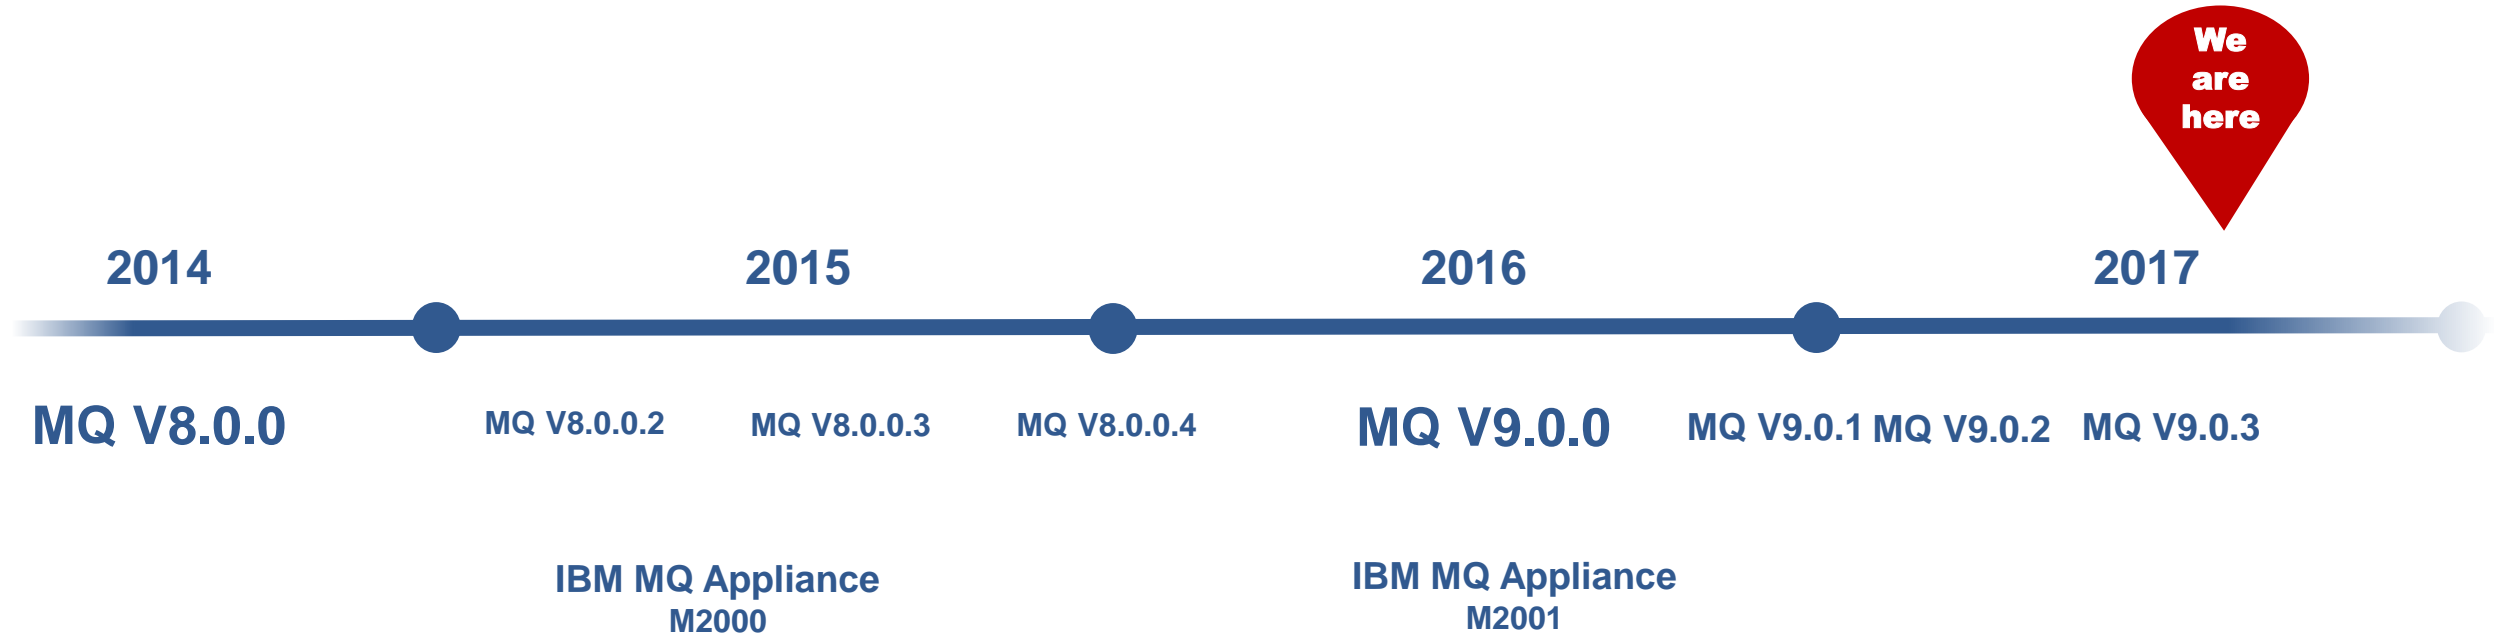 We
are
here
2014
2015
2016
2017
MQ V8.0.0
MQ V8.0.0.2
MQ V8.0.0.3
MQ V8.0.0.4
MQ V9.0.0
MQ V9.0.1
MQ V9.0.2
MQ V9.0.3
IBM MQ Appliance
M2000
IBM MQ Appliance
M2001